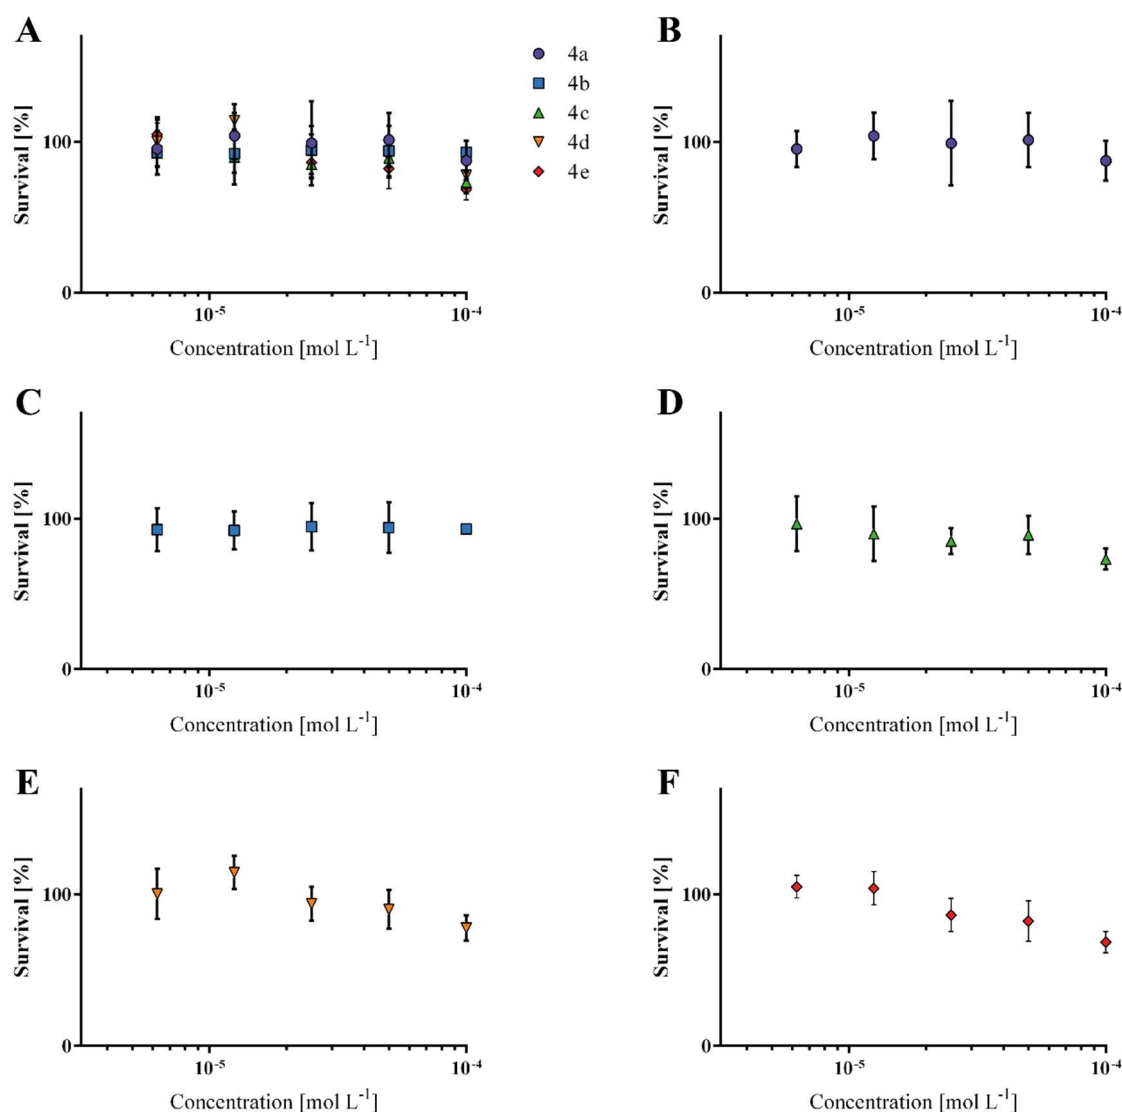 A
Survival [%]
100
0
10-5
10-4
Concentration [mol L-1]
4a
4b
4c
4d
4e
B
Survival [%]
100
0
10-5
10-4
Concentration [mol L-1]
C
Survival [%]
100
0
10-5
10-4
Concentration [mol L-1]
D
Survival [%]
100
0
10-5
10-4
Concentration [mol L-1]
E
Survival [%]
100
0
10-5
10-4
Concentration [mol L-1]
F
Survival [%]
100
0
10-5
10-4
Concentration [mol L-1]